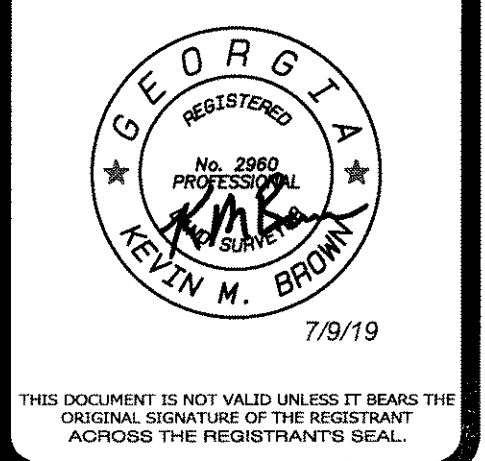 GEORGIA
REGISTERED
No. 2960
PROFESSIONAL
LAND SURVEYOR
KEVIN M. BROWN
7/9/19
THIS DOCUMENT IS NOT VALID UNLESS IT BEARS THE
ORIGINAL SIGNATURE OF THE REGISTRANT
ACROSS THE REGISTRANT'S SEAL.